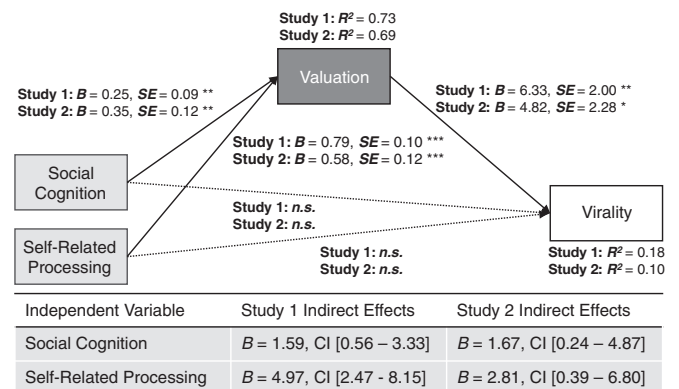 Study 1: R² = 0.73
Study 2: R² = 0.69
Valuation
Study 1: B = 0.25, SE = 0.09 **
Study 2: B = 0.35, SE = 0.12 **
Study 1: B = 6.33, SE = 2.00 **
Study 2: B = 4.82, SE = 2.28 *
Study 1: B = 0.79, SE = 0.10 ***
Study 2: B = 0.58, SE = 0.12 ***
Social
Cognition
Study 1: n.s.
Study 2: n.s.
Virality
Self-Related
Processing
Study 1: n.s.
Study 2: n.s.
Study 1: R² = 0.18
Study 2: R² = 0.10
Independent Variable Study 1 Indirect Effects Study 2 Indirect Effects
Social Cognition B = 1.59, CI [0.56 – 3.33] B = 1.67, CI [0.24 – 4.87]
Self-Related Processing B = 4.97, CI [2.47 - 8.15] B = 2.81, CI [0.39 – 6.80]